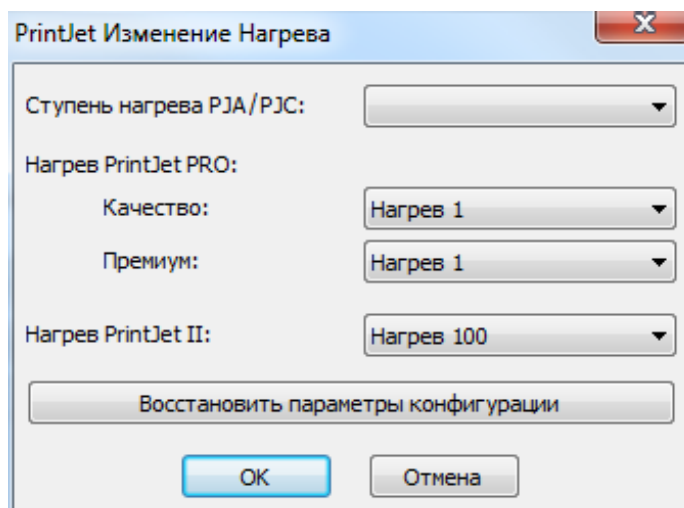 PrintJet Изменение Нагрева
Ступень нагрева PJA/PJC:
Нагрев PrintJet PRO:
Качество: Нагрев 1
Премиум: Нагрев 1
Нагрев PrintJet II: Нагрев 100
Восстановить параметры конфигурации
OK Отмена